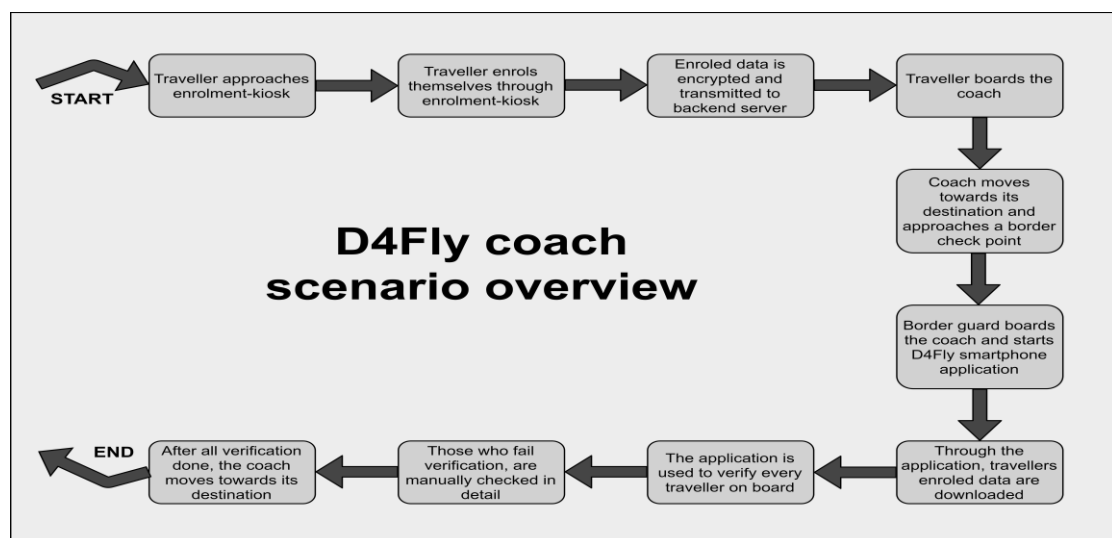 START
Traveller approaches
enrolment-kiosk
Traveller enrols
themselves through
enrolment-kiosk
Enroled data is
encrypted and
transmitted to
backend server
Traveller boards the
coach
Coach moves
towards its
destination and
approaches a border
check point
D4Fly coach
scenario overview
Border guard boards
the coach and starts
D4Fly smartphone
application
Through the
application, travellers
enroled data are
downloaded
The application is
used to verify every
traveller on board
Those who fail
verification, are
manually checked in
detail
After all verification
done, the coach
moves towards its
destination
END